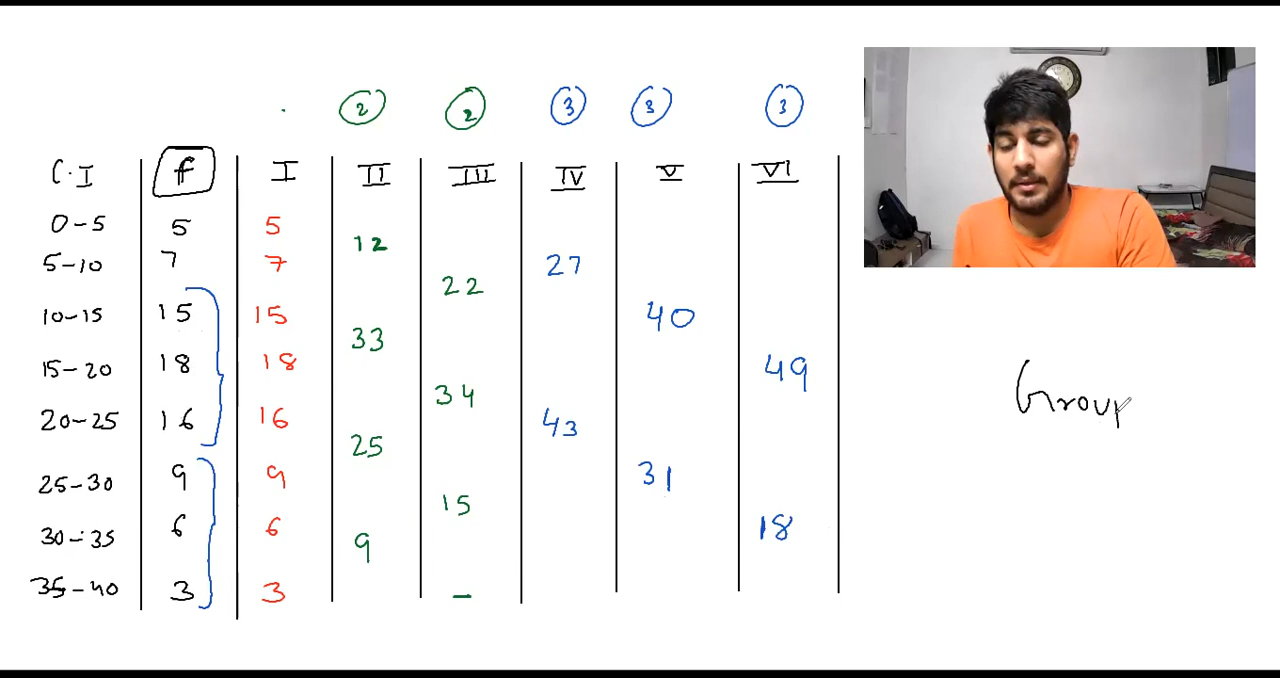 2 2 3 3 3
C.I f I II III IV V VI
0-5 5 5
12
5-10 7 7 27
22
10-15 15 15 40
33
15-20 18 18 49
34
20-25 16 16 43
25
25-30 9 9 31
15
30-35 6 6 18
9
35-40 3 3 -
Group